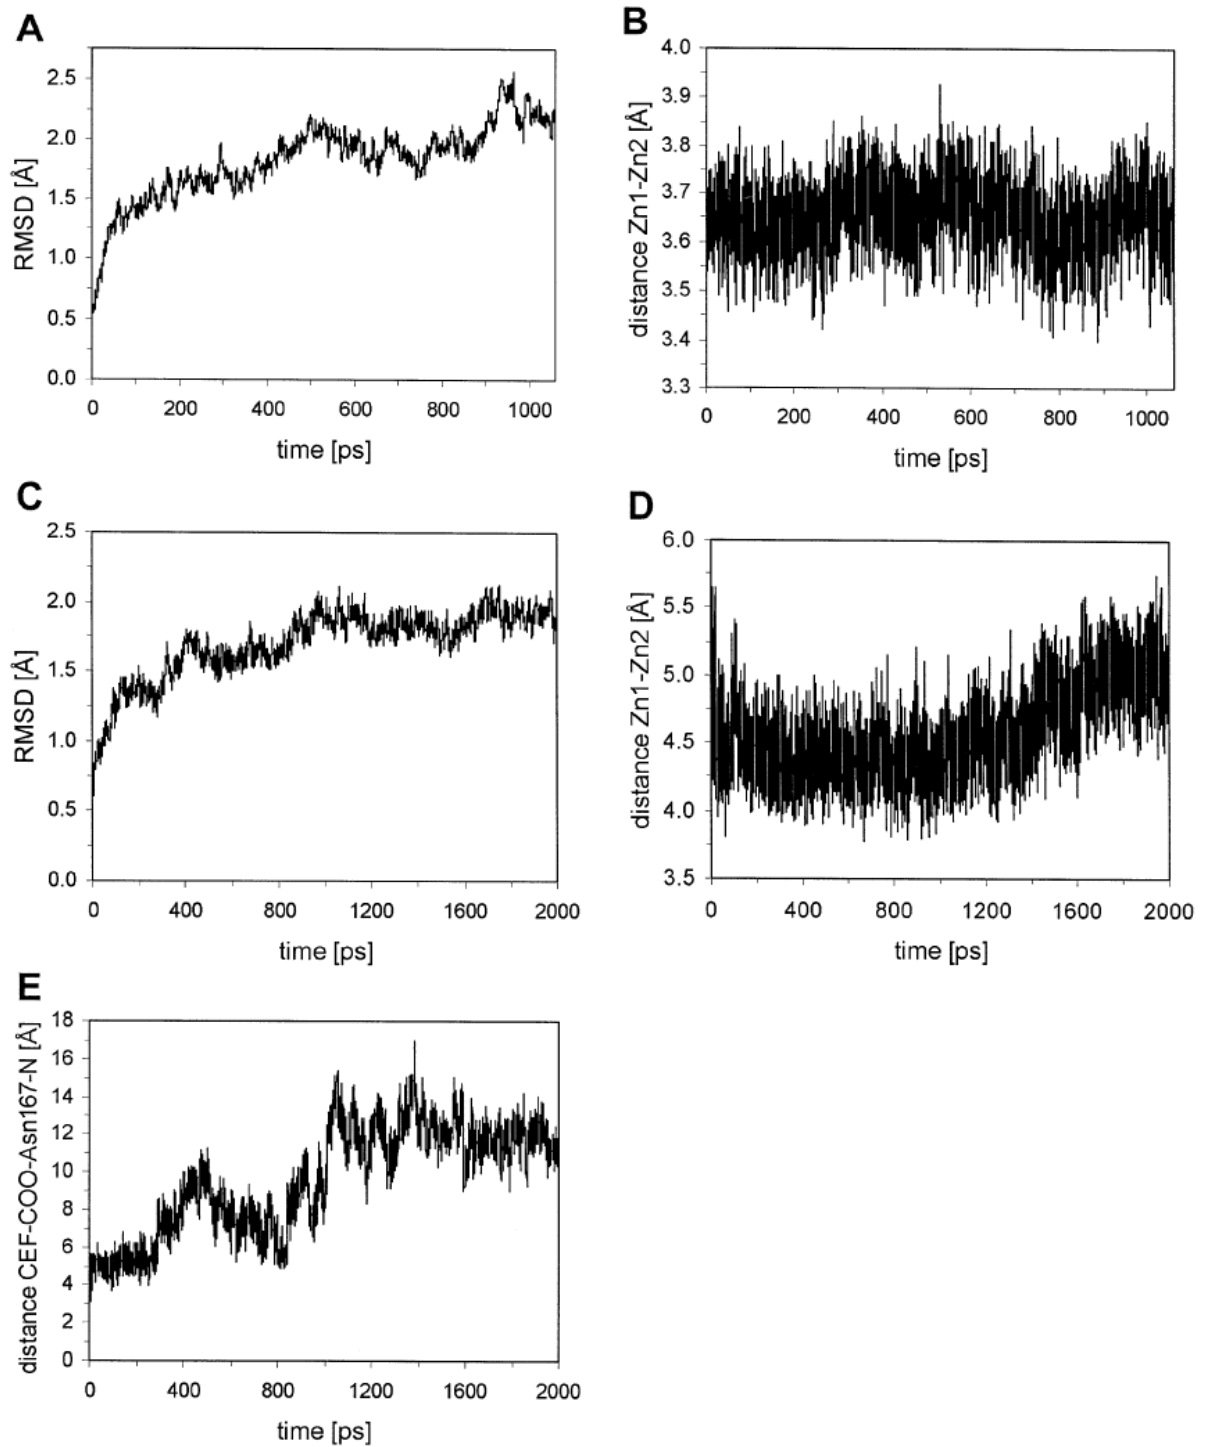 A
B
RMSD [Å]
2.5
2.0
1.5
1.0
0.5
0.0
0 200 400 600 800 1000
time [ps]
distance Zn1-Zn2 [Å]
4.0
3.9
3.8
3.7
3.6
3.5
3.4
3.3
0 200 400 600 800 1000
time [ps]
C
D
RMSD [Å]
2.5
2.0
1.5
1.0
0.5
0.0
0 400 800 1200 1600 2000
time [ps]
distance Zn1-Zn2 [Å]
6.0
5.5
5.0
4.5
4.0
3.5
0 400 800 1200 1600 2000
time [ps]
E
distance CEF-COO-Asn167-N [Å]
18
16
14
12
10
8
6
4
2
0
0 400 800 1200 1600 2000
time [ps]